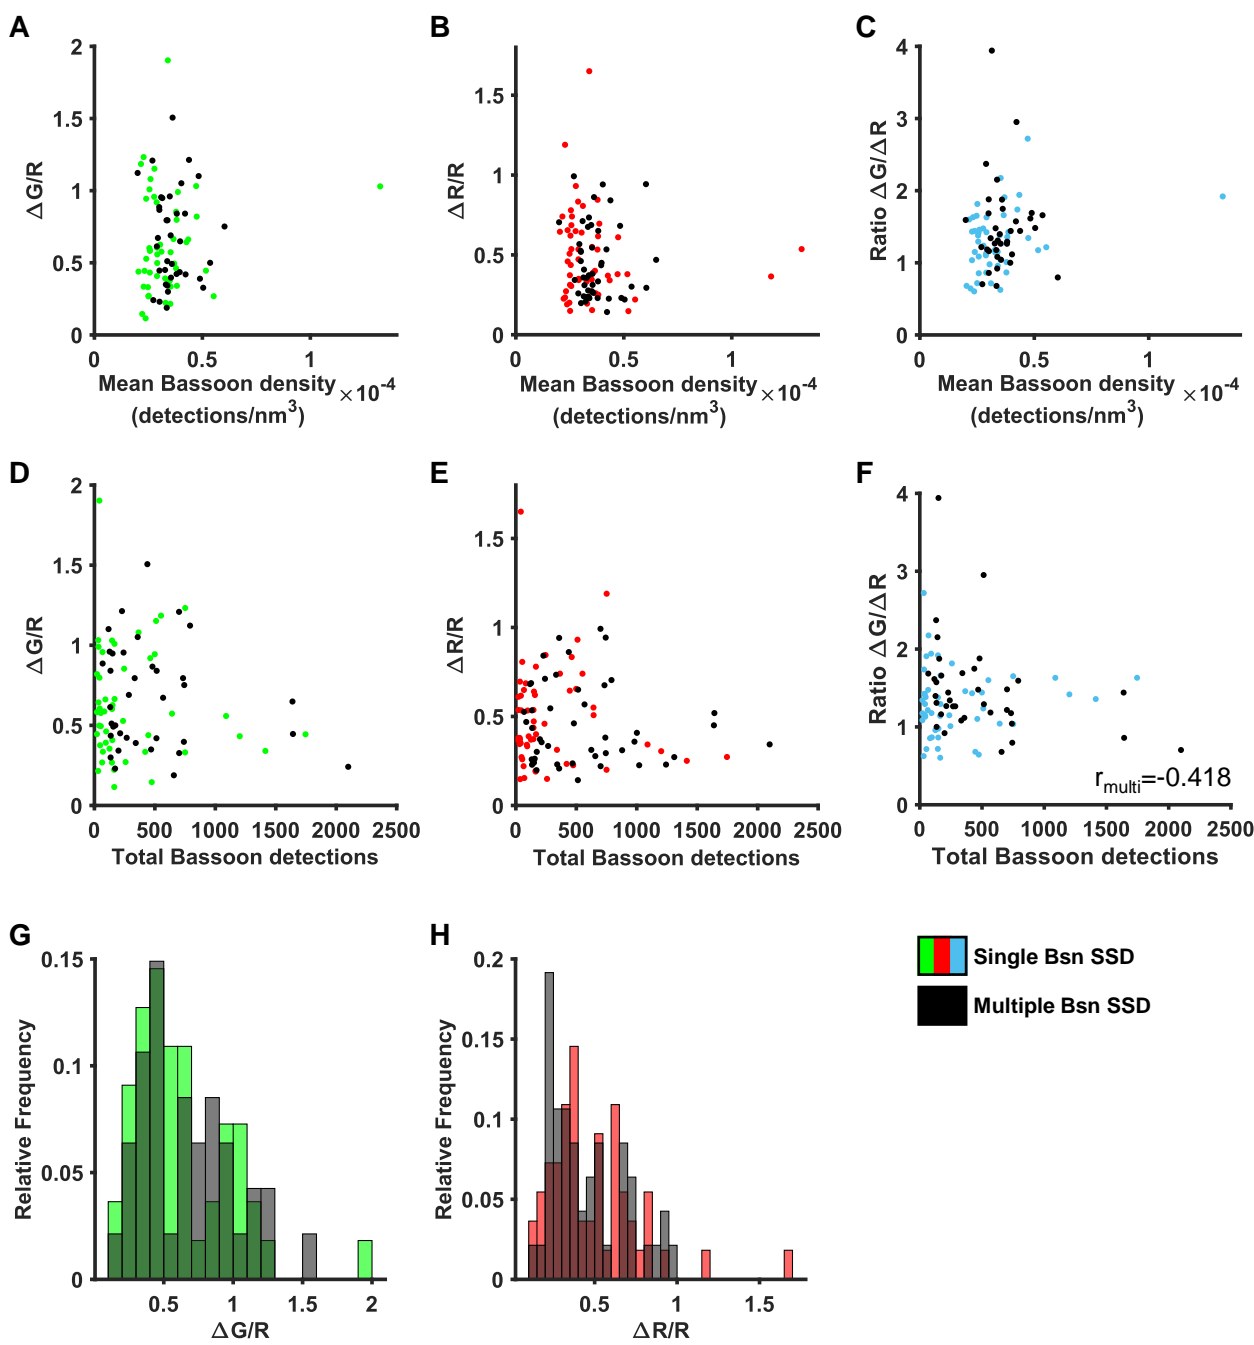 A
B
C
2
1.5
1
0.5
0
ΔG/R
0
0.5
1
Mean Bassoon density
×10⁻⁴
(detections/nm³)
1.5
1
0.5
0
ΔR/R
0
0.5
1
Mean Bassoon density
×10⁻⁴
(detections/nm³)
4
3
2
1
0
Ratio ΔG/ΔR
0
1
Mean Bassoon density
×10⁻⁴
(detections/nm³)
D
E
F
2
1.5
1
0.5
0
ΔG/R
0 500 1000 1500 2000 2500
Total Bassoon detections
1.5
1
0.5
0
ΔR/R
0 500 1000 1500 2000 2500
Total Bassoon detections
4
3
2
1
0
Ratio ΔG/ΔR
r_multi=-0.418
0 500 1000 1500 2000 2500
Total Bassoon detections
G
H
0.15
0.1
0.05
0
Relative Frequency
0.5 1 1.5 2
ΔG/R
0.2
0.15
0.1
0.05
0
Relative Frequency
0.5 1 1.5
ΔR/R
Single Bsn SSD
Multiple Bsn SSD